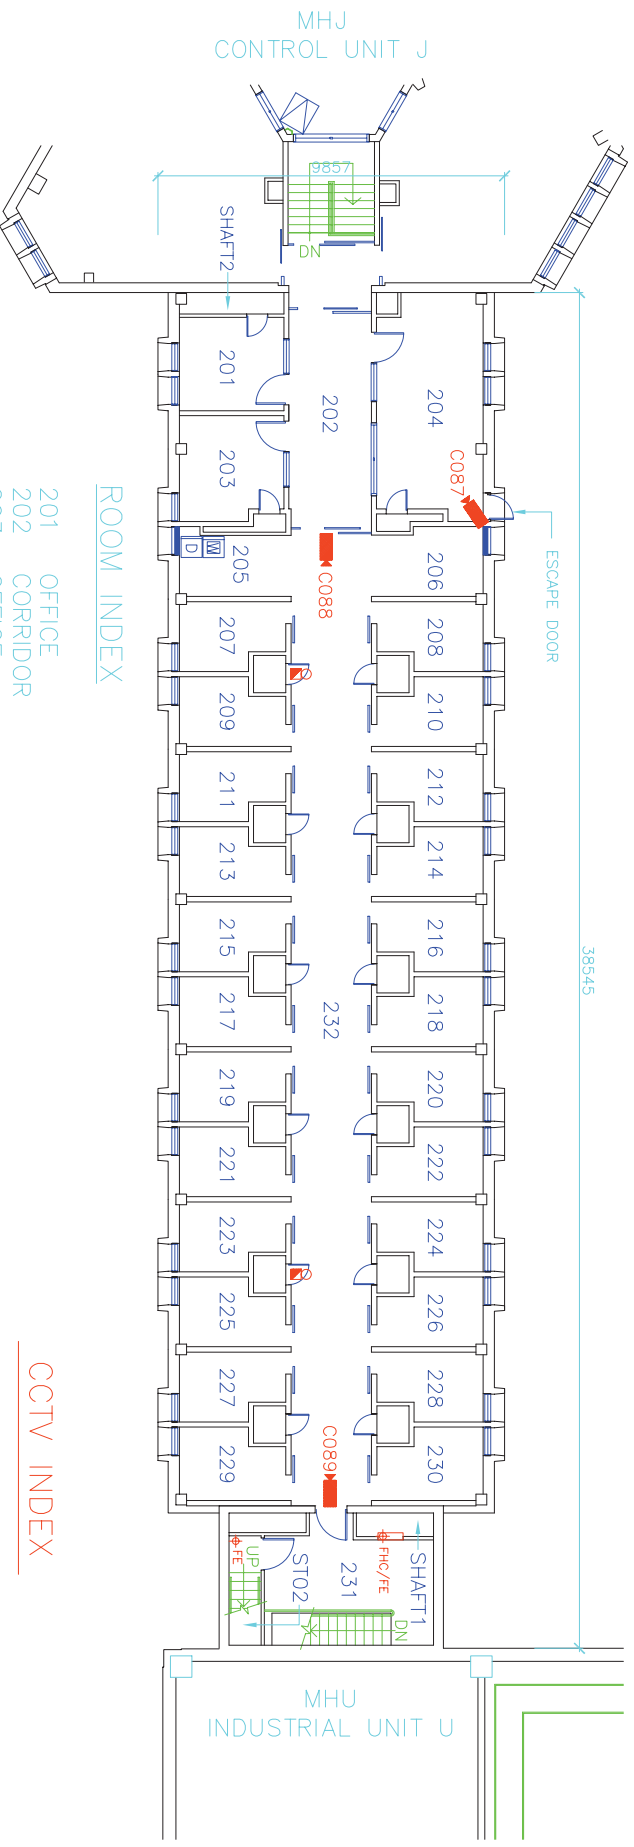 MHJ
CONTROL UNIT J
9857
DN
SHAFT2
201
202
204
203
C087
ESCAPE DOOR
W
D
205
C088
206
207
208
209
210
211
212
213
214
38545
215
216
217
232
218
219
220
221
222
223
224
225
226
227
228
C089
229
230
FE
UP
ST02
231
FHC/FE
SHAFT1
DN
MHU
INDUSTRIAL UNIT U
ROOM INDEX
201 OFFICE
202 CORRIDOR
CCTV INDEX